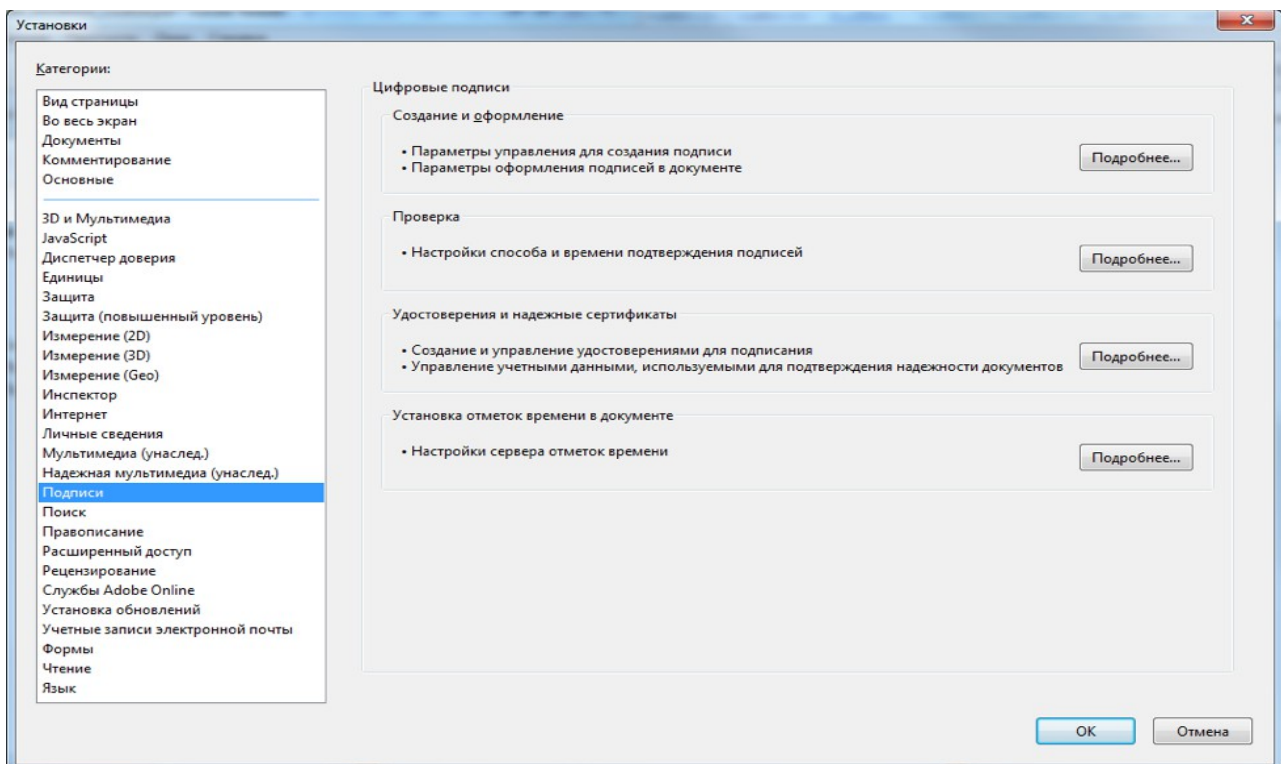 Установки
Категории:
Вид страницы
Во весь экран
Документы
Комментирование
Основные
3D и Мультимедиа
JavaScript
Диспетчер доверия
Единицы
Защита
Защита (повышенный уровень)
Измерение (2D)
Измерение (3D)
Измерение (Geo)
Инспектор
Интернет
Личные сведения
Мультимедиа (унаслед.)
Надежная мультимедиа (унаслед.)
Подписи
Поиск
Правописание
Расширенный доступ
Рецензирование
Службы Adobe Online
Установка обновлений
Учетные записи электронной почты
Формы
Чтение
Язык
Цифровые подписи
Создание и оформление
• Параметры управления для создания подписи
• Параметры оформления подписей в документе
Подробнее...
Проверка
• Настройки способа и времени подтверждения подписей
Подробнее...
Удостоверения и надежные сертификаты
• Создание и управление удостоверениями для подписания
• Управление учетными данными, используемыми для подтверждения надежности документов
Подробнее...
Установка отметок времени в документе
• Настройки сервера отметок времени
Подробнее...
OK
Отмена